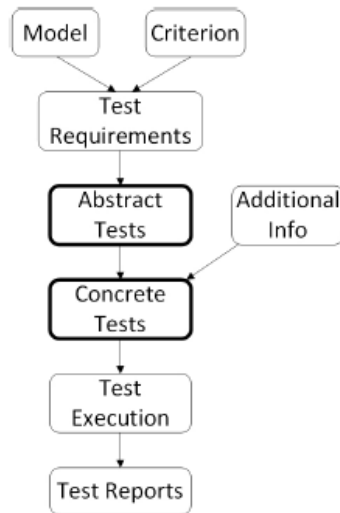 Model
Criterion
Test
Requirements
Abstract
Tests
Additional
Info
Concrete
Tests
Test
Execution
Test Reports